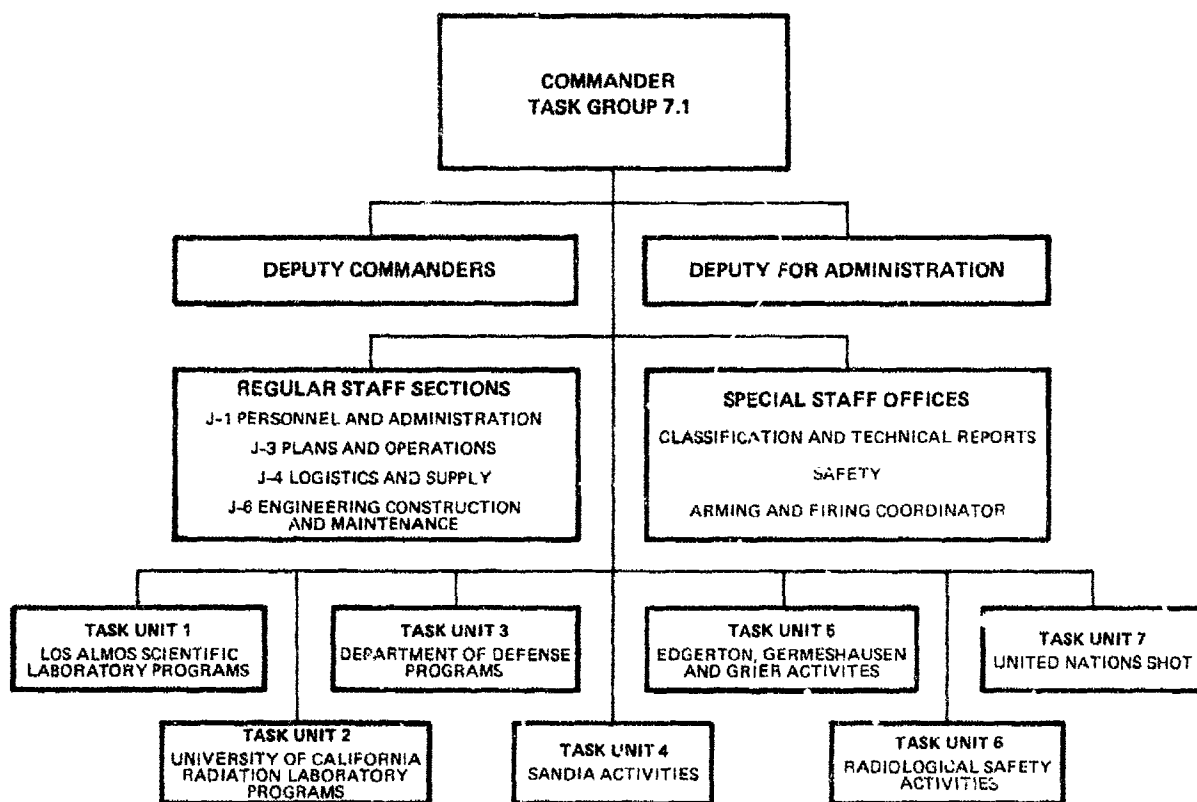 COMMANDER
TASK GROUP 7.1
DEPUTY COMMANDERS
DEPUTY FOR ADMINISTRATION
REGULAR STAFF SECTIONS
J-1 PERSONNEL AND ADMINISTRATION
J-3 PLANS AND OPERATIONS
J-4 LOGISTICS AND SUPPLY
J-6 ENGINEERING CONSTRUCTION
AND MAINTENANCE
SPECIAL STAFF OFFICES
CLASSIFICATION AND TECHNICAL REPORTS
SAFETY
ARMING AND FIRING COORDINATOR
TASK UNIT 1
LOS ALMOS SCIENTIFIC
LABORATORY PROGRAMS
TASK UNIT 3
DEPARTMENT OF DEFENSE
PROGRAMS
TASK UNIT 5
EDGERTON, GERMESHAUSEN
AND GRIER ACTIVITES
TASK UNIT 7
UNITED NATIONS SHOT
TASK UNIT 2
UNIVERSITY OF CALIFORNIA
RADIATION LABORATORY
PROGRAMS
TASK UNIT 4
SANDIA ACTIVITIES
TASK UNIT 6
RADIOLOGICAL SAFETY
ACTIVITIES